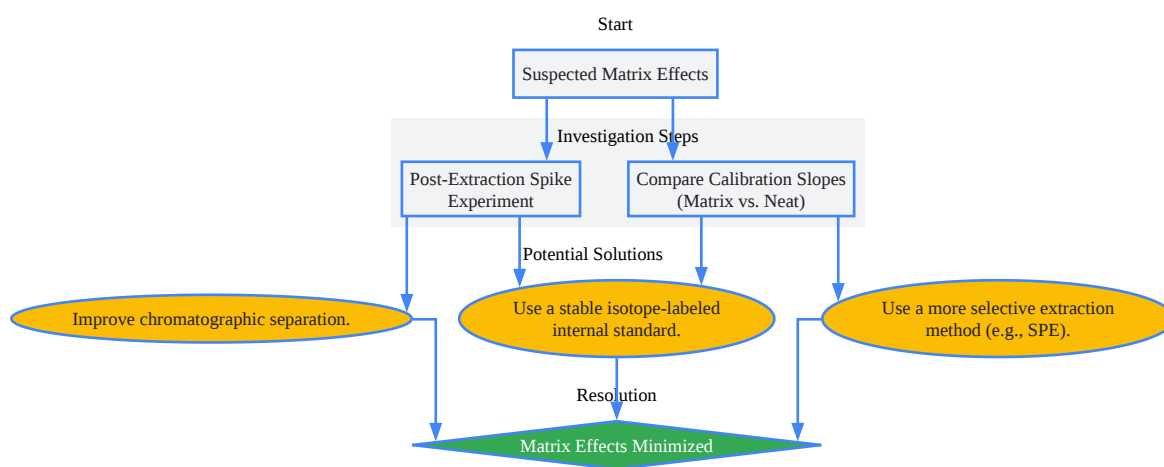 Start
Suspected Matrix Effects
Investigation Steps
Post-Extraction Spike
Experiment
Compare Calibration Slopes
(Matrix vs. Neat)
Potential Solutions
Improve chromatographic separation.
Use a stable isotope-labeled
internal standard.
Use a more selective extraction
method (e.g., SPE).
Resolution
Matrix Effects Minimized